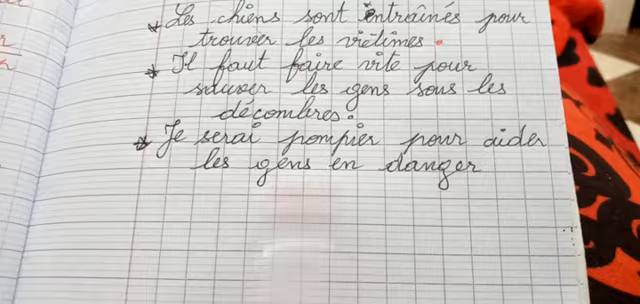 * Les chiens sont entraînés pour
trouver les victimes.
* Il faut faire vite pour
sauver les gens sous les
décombres.
* Je serai pompier pour aider
les gens en danger